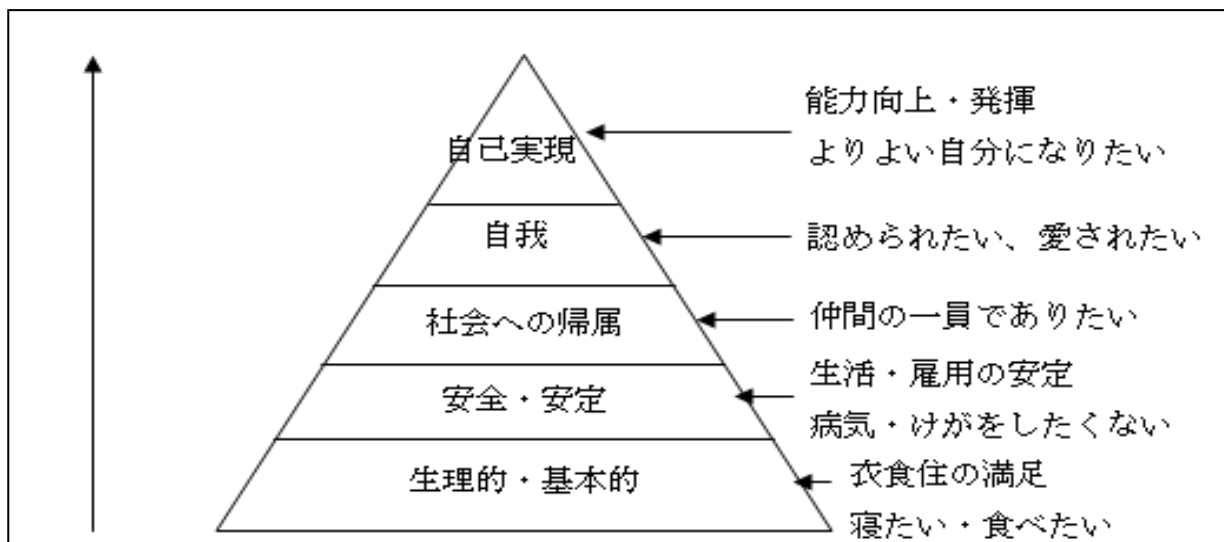 能力向上・発揮
よりよい自分になりたい
自己実現
自我
認められたい、愛されたい
社会への帰属
仲間の一員でありたい
生活・雇用の安定
安全・安定
病気・けがをしたくない
生理的・基本的
衣食住の満足
寝たい・食べたい